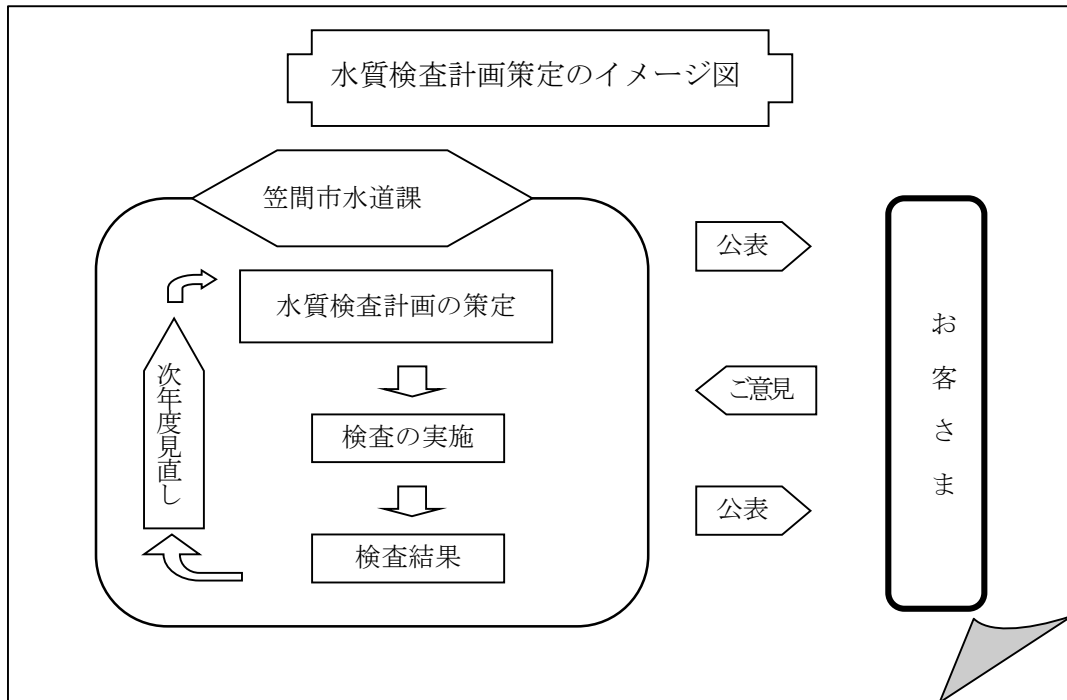 水質検査計画策定のイメージ図
笠間市水道課
水質検査計画の策定
検査の実施
検査結果
次年度見直し
公表
ご意見
公表
お客さま